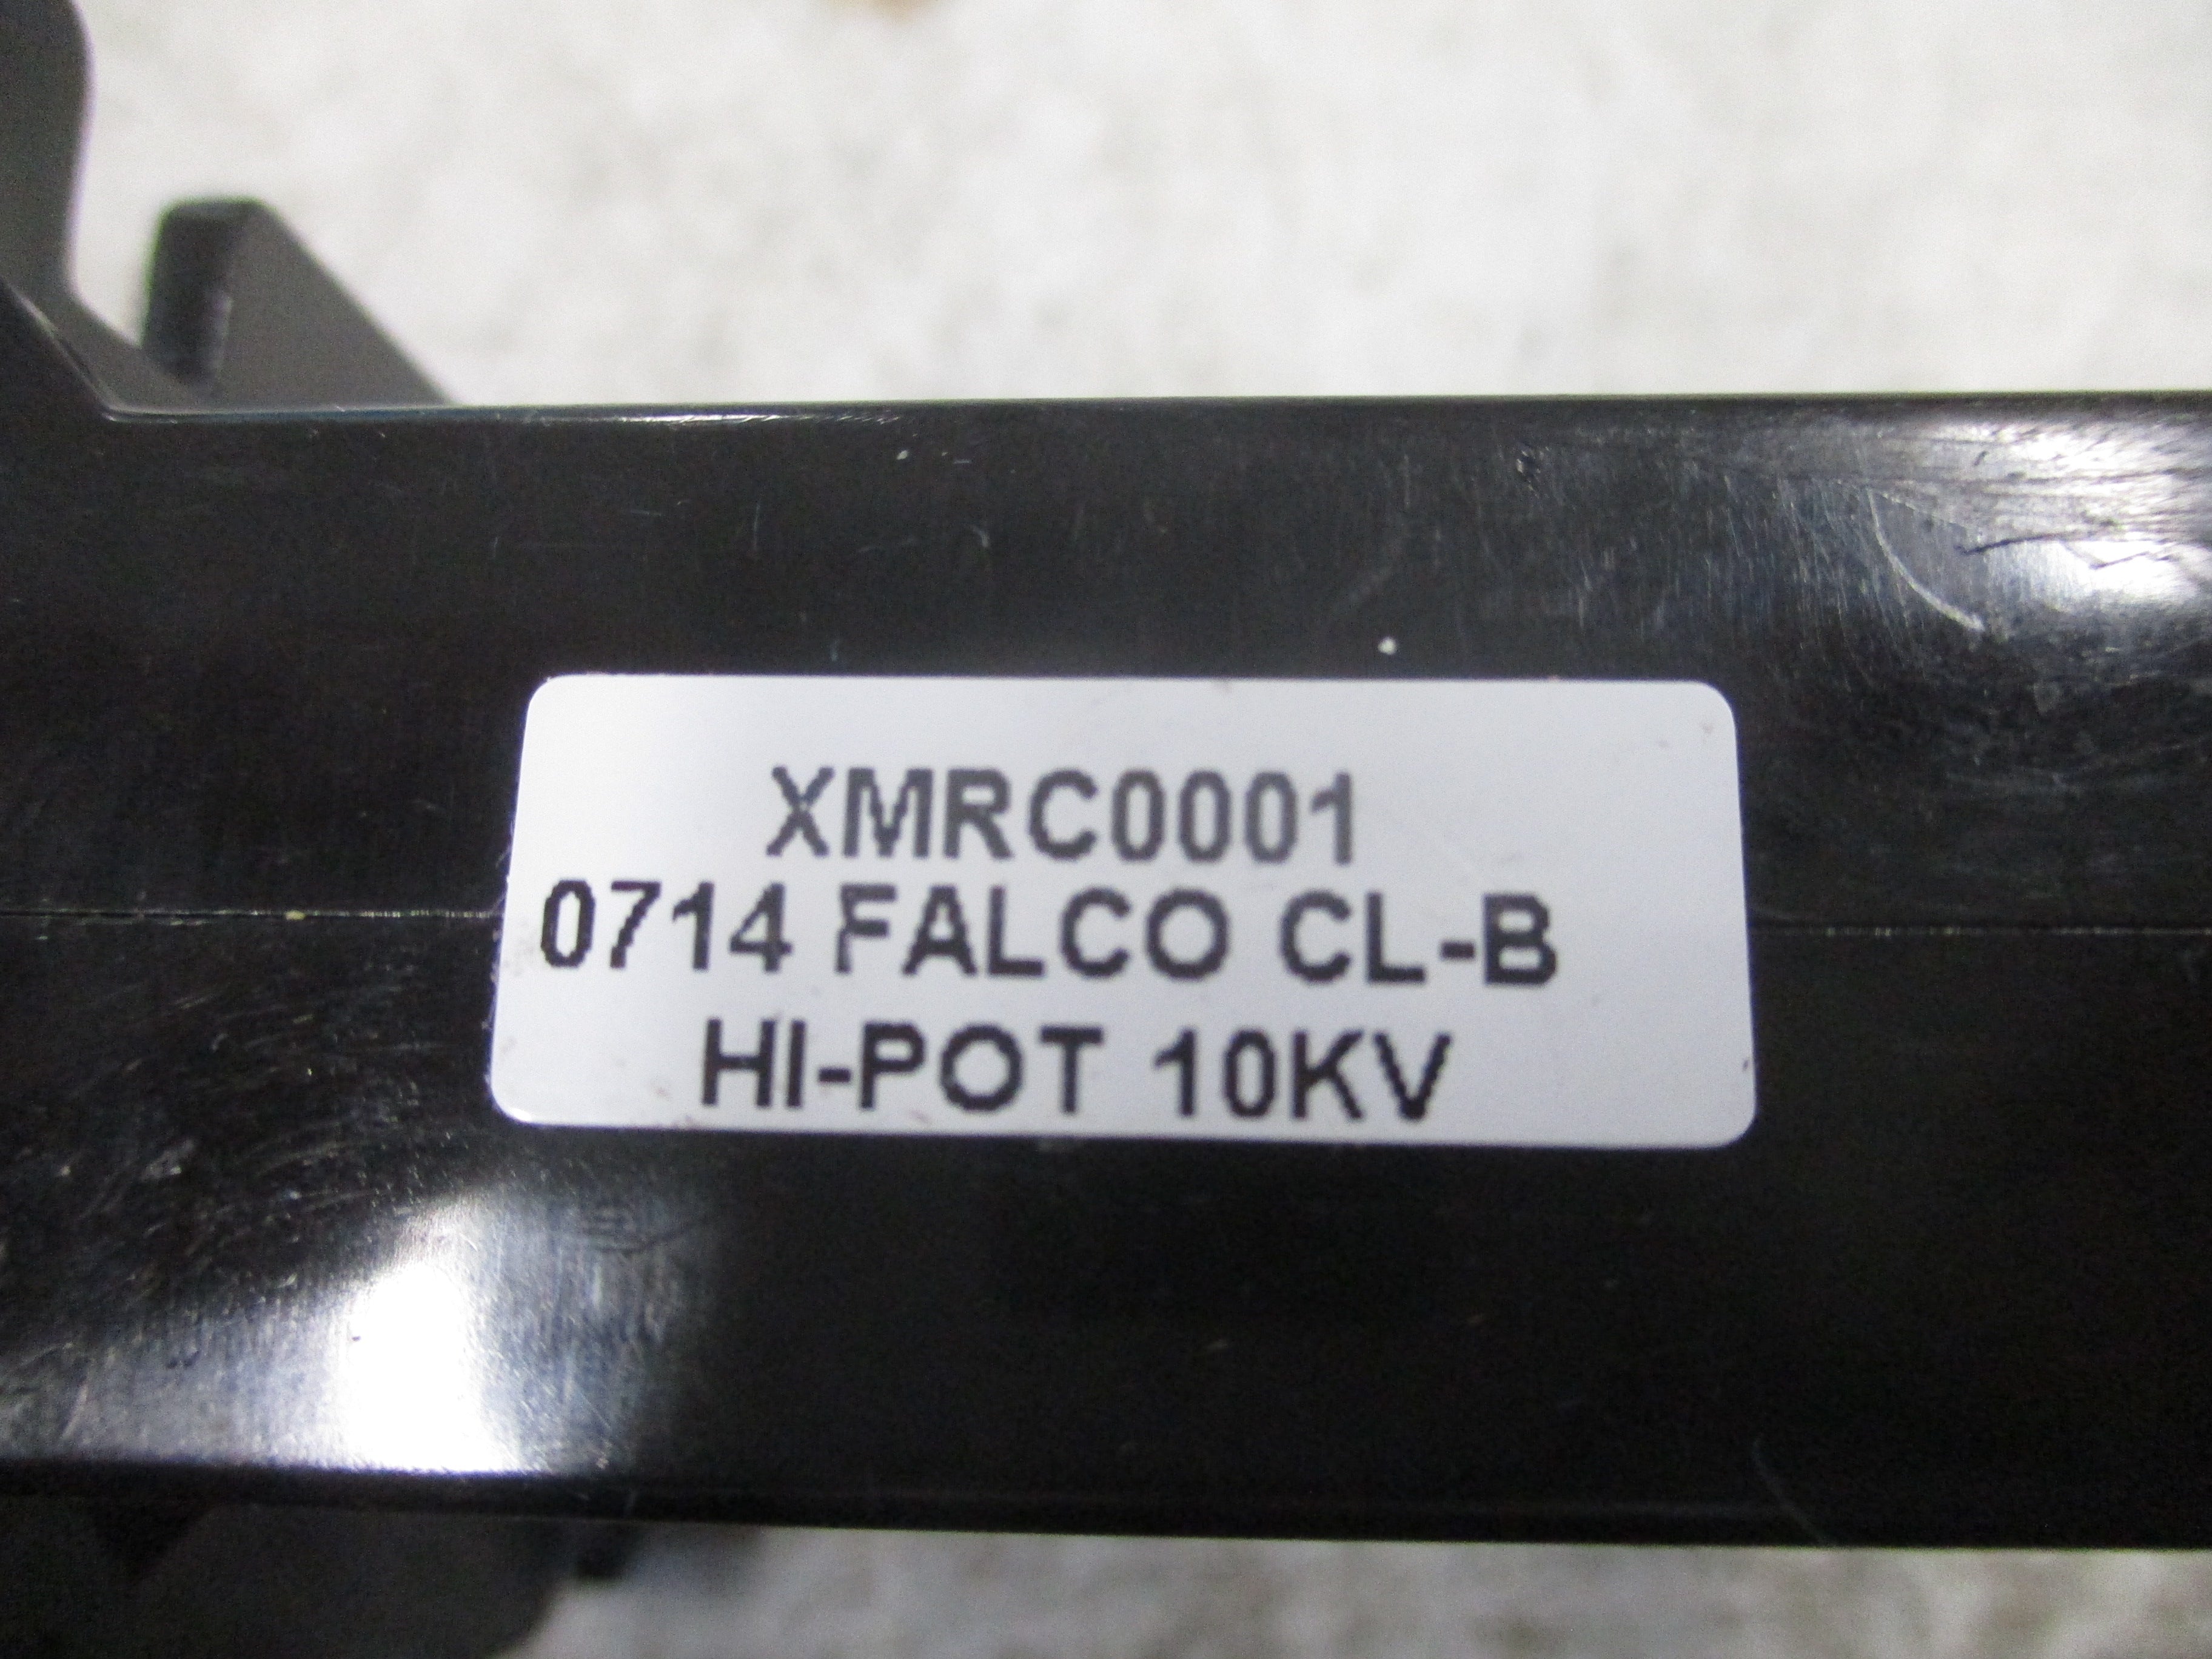 XMRC0001
0714 FALCO CL-B
HI-POT 10KV